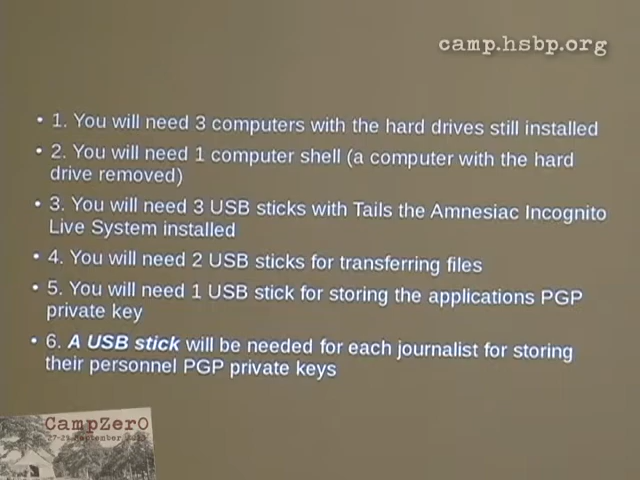 camp.hsbp.org
• 1. You will need 3 computers with the hard drives still installed
• 2. You will need 1 computer shell (a computer with the hard
drive removed)
• 3. You will need 3 USB sticks with Tails the Amnesiac Incognito
Live System installed
• 4. You will need 2 USB sticks for transferring files
• 5. You will need 1 USB stick for storing the applications PGP
private key
• 6. A USB stick will be needed for each journalist for storing
their personnel PGP private keys
CampZer0
27-29 September